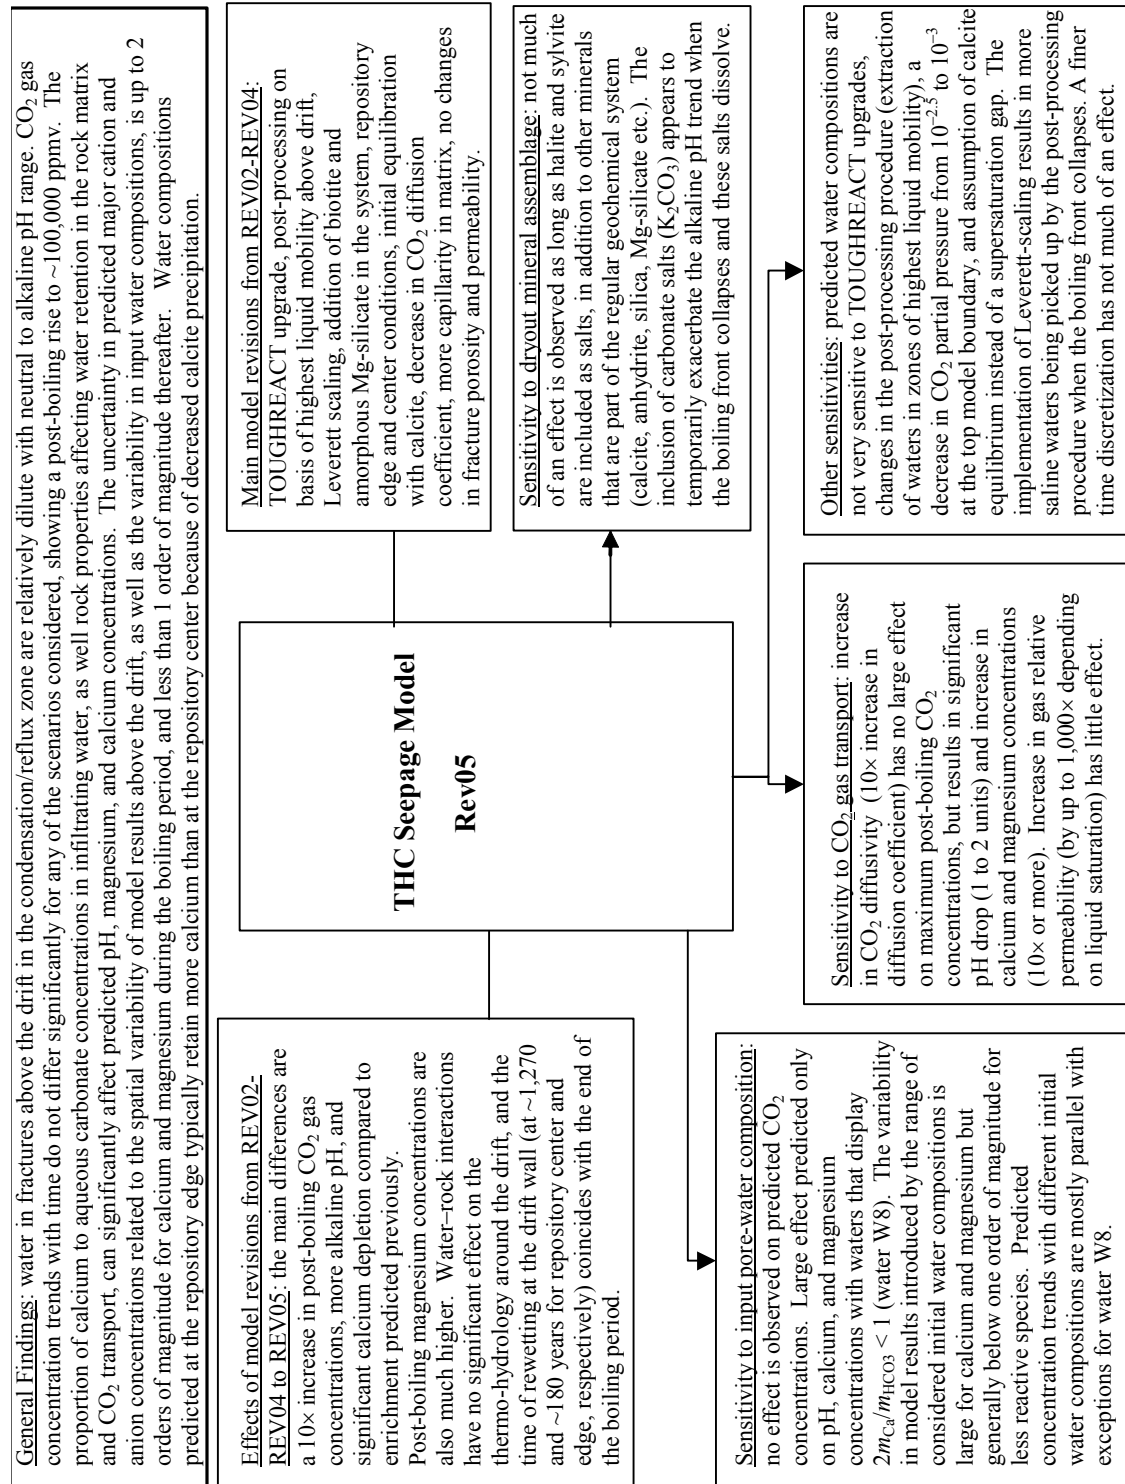 General Findings: water in fractures above the drift in the condensation/reflux zone are relatively dilute with neutral to alkaline pH range. CO2 gas
concentration trends with time do not differ significantly for any of the scenarios considered, showing a post-boiling rise to ~100,000 ppmv. The
proportion of calcium to aqueous carbonate concentrations in infiltrating water, as well rock properties affecting water retention in the rock matrix
and CO2 transport, can significantly affect predicted pH, magnesium, and calcium concentrations. The uncertainty in predicted major cation and
anion concentrations related to the spatial variability of model results above the drift, as well as the variability in input water compositions, is up to 2
orders of magnitude for calcium and magnesium during the boiling period, and less than 1 order of magnitude thereafter. Water compositions
predicted at the repository edge typically retain more calcium than at the repository center because of decreased calcite precipitation.
Effects of model revisions from REV02-
REV04 to REV05: the main differences are
a 10× increase in post-boiling CO2 gas
concentrations, more alkaline pH, and
significant calcium depletion compared to
enrichment predicted previously.
Post-boiling magnesium concentrations are
also much higher. Water–rock interactions
have no significant effect on the
thermo-hydrology around the drift, and the
time of rewetting at the drift wall (at ~1,270
and ~180 years for repository center and
edge, respectively) coincides with the end of
the boiling period.
THC Seepage Model
Rev05
Main model revisions from REV02-REV04:
TOUGHREACT upgrade, post-processing on
basis of highest liquid mobility above drift,
Leverett scaling, addition of biotite and
amorphous Mg-silicate in the system, repository
edge and center conditions, initial equilibration
with calcite, decrease in CO2 diffusion
coefficient, more capillarity in matrix, no changes
in fracture porosity and permeability.
Sensitivity to dryout mineral assemblage: not much
of an effect is observed as long as halite and sylvite
are included as salts, in addition to other minerals
that are part of the regular geochemical system
(calcite, anhydrite, silica, Mg-silicate etc.). The
inclusion of carbonate salts (K2CO3) appears to
temporarily exacerbate the alkaline pH trend when
the boiling front collapses and these salts dissolve.
Sensitivity to input pore-water composition:
no effect is observed on predicted CO2
concentrations. Large effect predicted only
on pH, calcium, and magnesium
concentrations with waters that display
2mCa/mHCO3 < 1 (water W8). The variability
in model results introduced by the range of
considered initial water compositions is
large for calcium and magnesium but
generally below one order of magnitude for
less reactive species. Predicted
concentration trends with different initial
water compositions are mostly parallel with
exceptions for water W8.
Sensitivity to CO2 gas transport: increase
in CO2 diffusivity (10× increase in
diffusion coefficient) has no large effect
on maximum post-boiling CO2
concentrations, but results in significant
pH drop (1 to 2 units) and increase in
calcium and magnesium concentrations
(10× or more). Increase in gas relative
permeability (by up to 1,000× depending
on liquid saturation) has little effect.
Other sensitivities: predicted water compositions are
not very sensitive to TOUGHREACT upgrades,
changes in the post-processing procedure (extraction
of waters in zones of highest liquid mobility), a
decrease in CO2 partial pressure from 10−2.5 to 10−3
at the top model boundary, and assumption of calcite
equilibrium instead of a supersaturation gap. The
implementation of Leverett-scaling results in more
saline waters being picked up by the post-processing
procedure when the boiling front collapses. A finer
time discretization has not much of an effect.